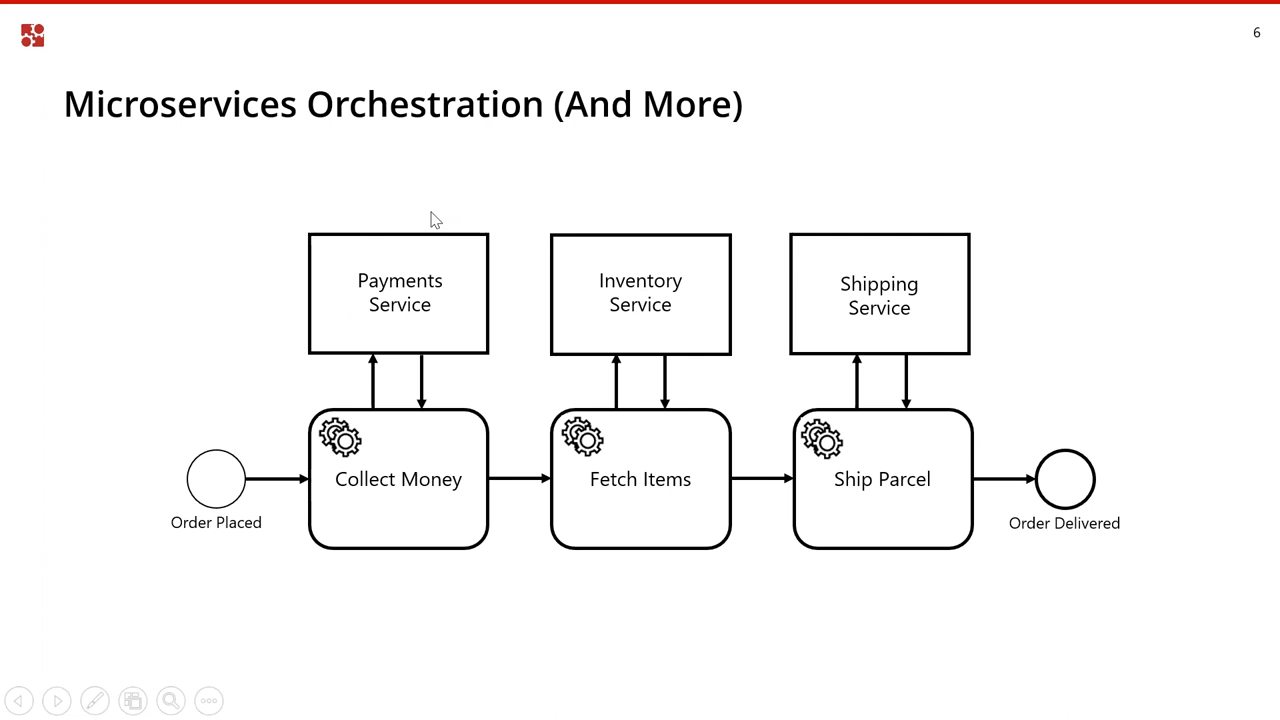 6
Microservices Orchestration (And More)
Payments
Service
Inventory
Service
Shipping
Service
Collect Money
Fetch Items
Ship Parcel
Order Placed
Order Delivered